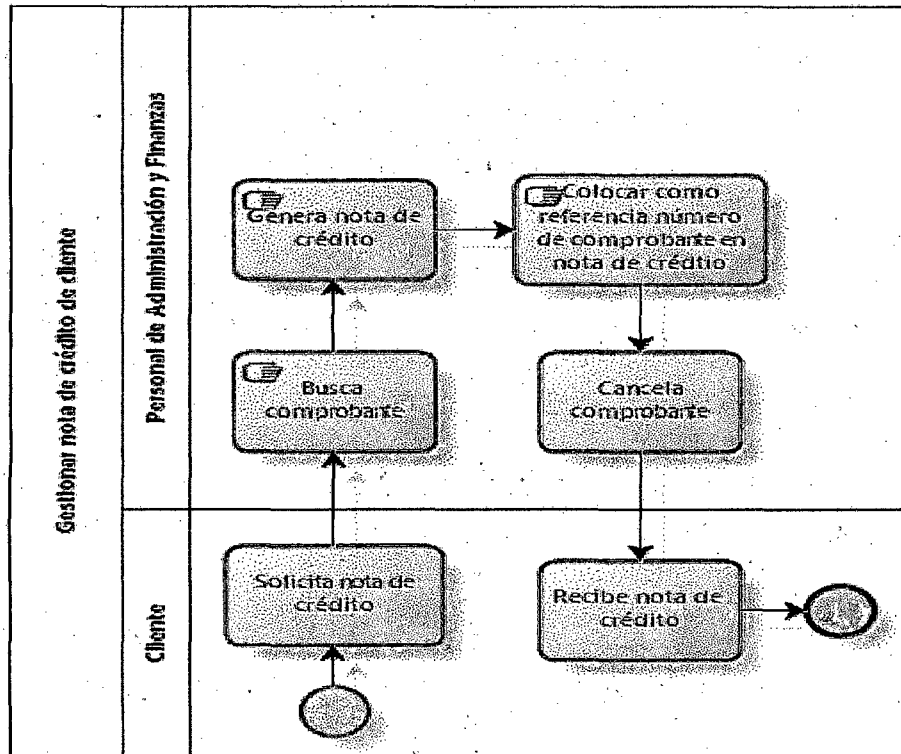 Gestionar nota de crédito de cliente
Personal de Administración y Finanzas
Cliente
Genera nota de
crédito
Colocar como
referencia número
de comprobante en
nota de crédtio
Busca
comprobante
Cancela
comprobante
Solicita nota de
crédito
Recibe nota de
crédito